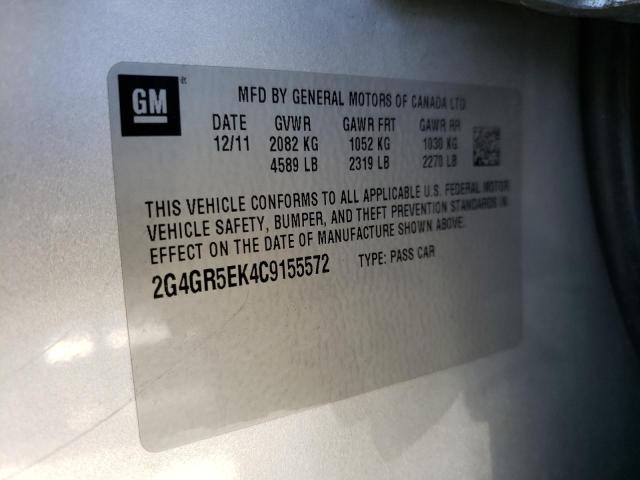 GM
MFD BY GENERAL MOTORS OF CANADA LTD
DATE GVWR GAWR FRT GAWR RR
12/11 2082 KG 1052 KG 1030 KG
4589 LB 2319 LB 2270 LB
THIS VEHICLE CONFORMS TO ALL APPLICABLE U.S. FEDERAL MOTOR
VEHICLE SAFETY, BUMPER, AND THEFT PREVENTION STANDARDS IN
EFFECT ON THE DATE OF MANUFACTURE SHOWN ABOVE.
2G4GR5EK4C9155572 TYPE: PASS CAR